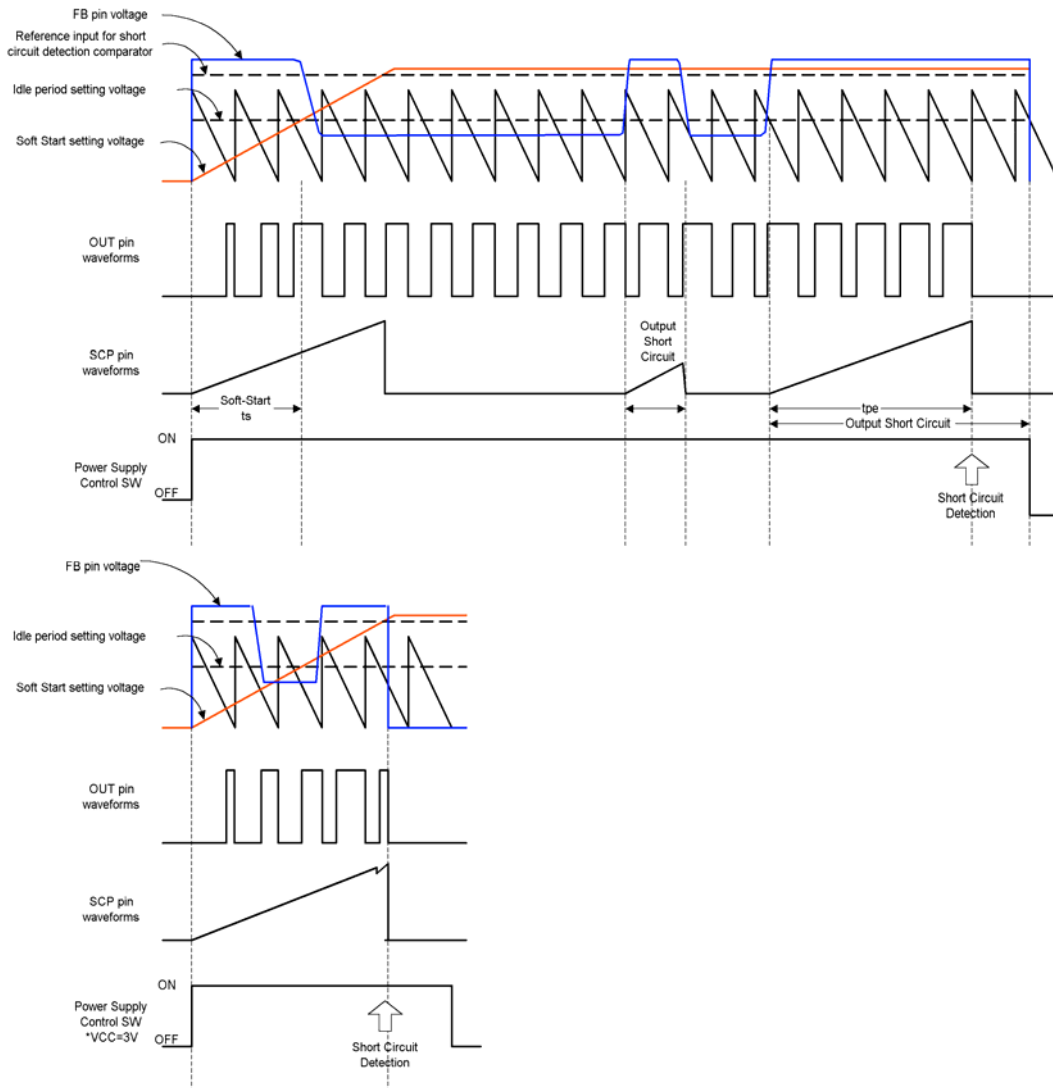 FB pin voltage
Reference input for short
circuit detection comparator
Idle period setting voltage
Soft Start setting voltage
OUT pin
waveforms
SCP pin
waveforms
Output
Short
Circuit
Soft-Start
ts
tpe
Output Short Circuit
ON
Power Supply
Control SW
OFF
Short Circuit
Detection
FB pin voltage
Idle period setting voltage
Soft Start setting voltage
OUT pin
waveforms
SCP pin
waveforms
ON
Power Supply
Control SW
*VCC=3V
OFF
Short Circuit
Detection